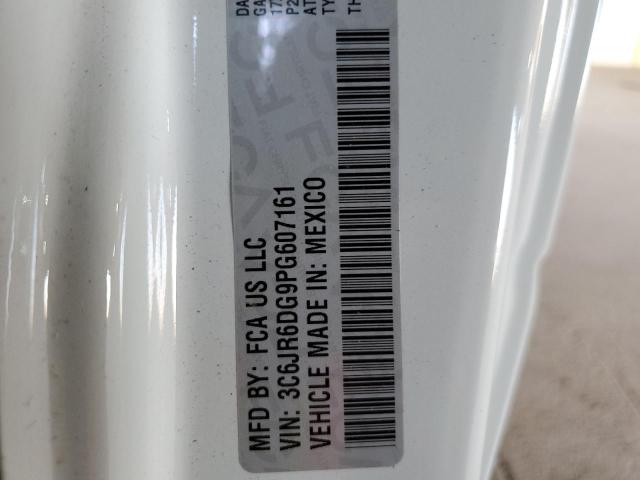 MFD BY: FCA US LLC
VIN: 3C6JR6DG9PG607161
VEHICLE MADE IN: MEXICO